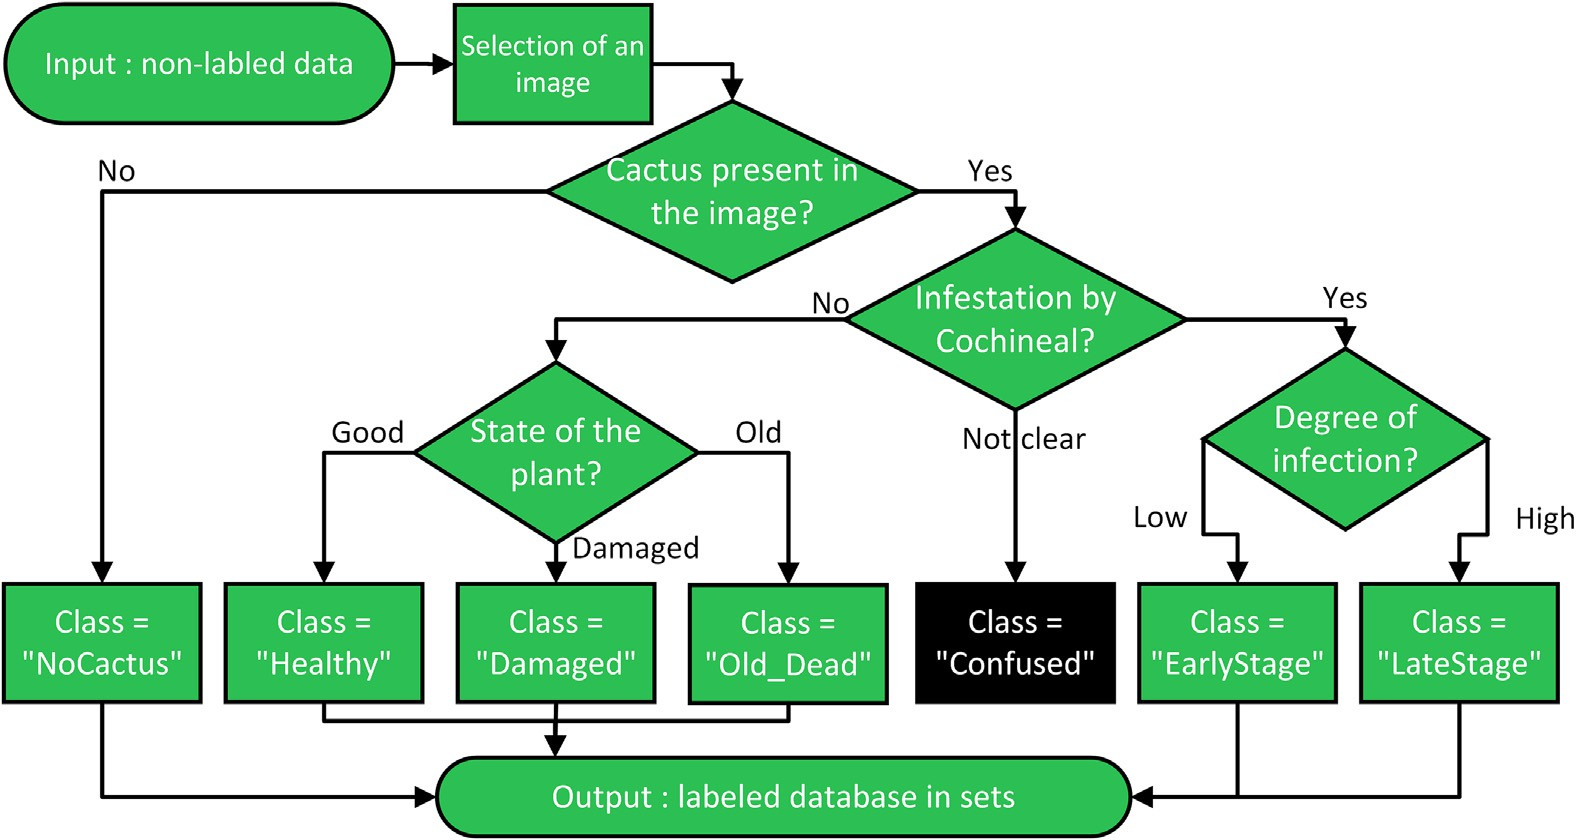 Input : non-labled data
Selection of an
image
Cactus present in
the image?
No
Yes
Infestation by
Cochineal?
No
Yes
Not clear
State of the
plant?
Good
Old
Damaged
Degree of
infection?
Low
High
Class =
"NoCactus"
Class =
"Healthy"
Class =
"Damaged"
Class =
"Old_Dead"
Class =
"Confused"
Class =
"EarlyStage"
Class =
"LateStage"
Output : labeled database in sets